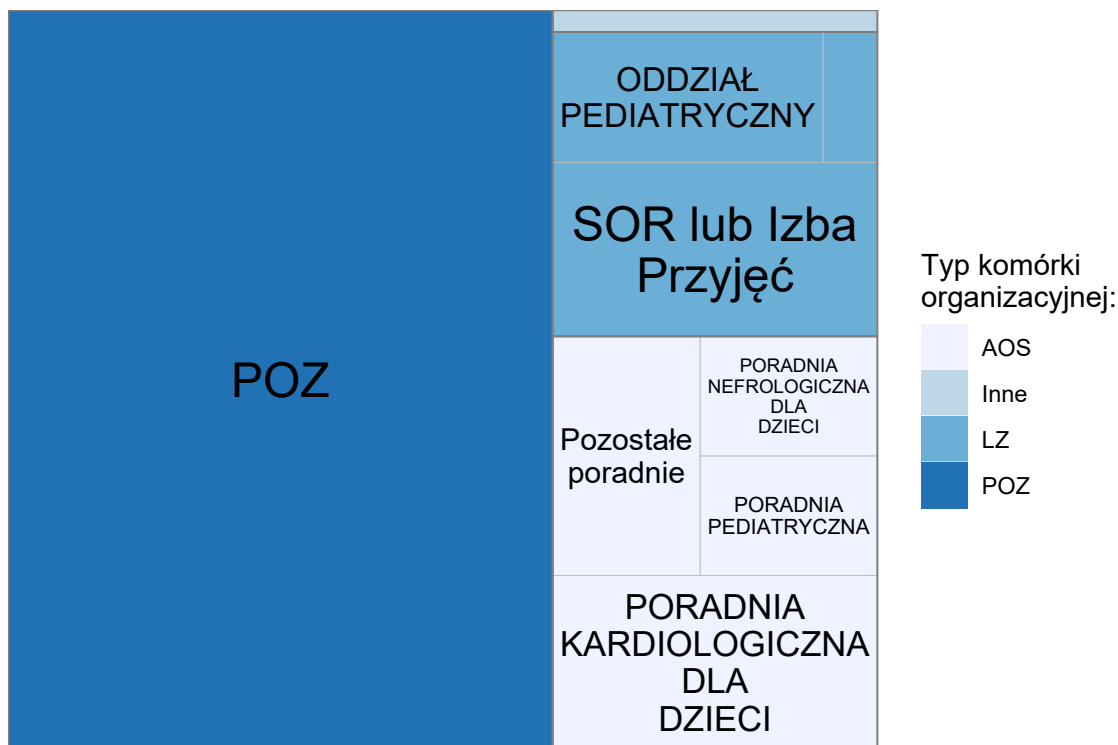 POZ
ODDZIAŁ
PEDIATRYCZNY
SOR lub Izba
Przyjęć
Pozostałe
poradnie
PORADNIA
NEFROLOGICZNA
DLA
DZIECI
PORADNIA
PEDIATRYCZNA
PORADNIA
KARDIOLOGICZNA
DLA
DZIECI
Typ komórki
organizacyjnej:
AOS
Inne
LZ
POZ